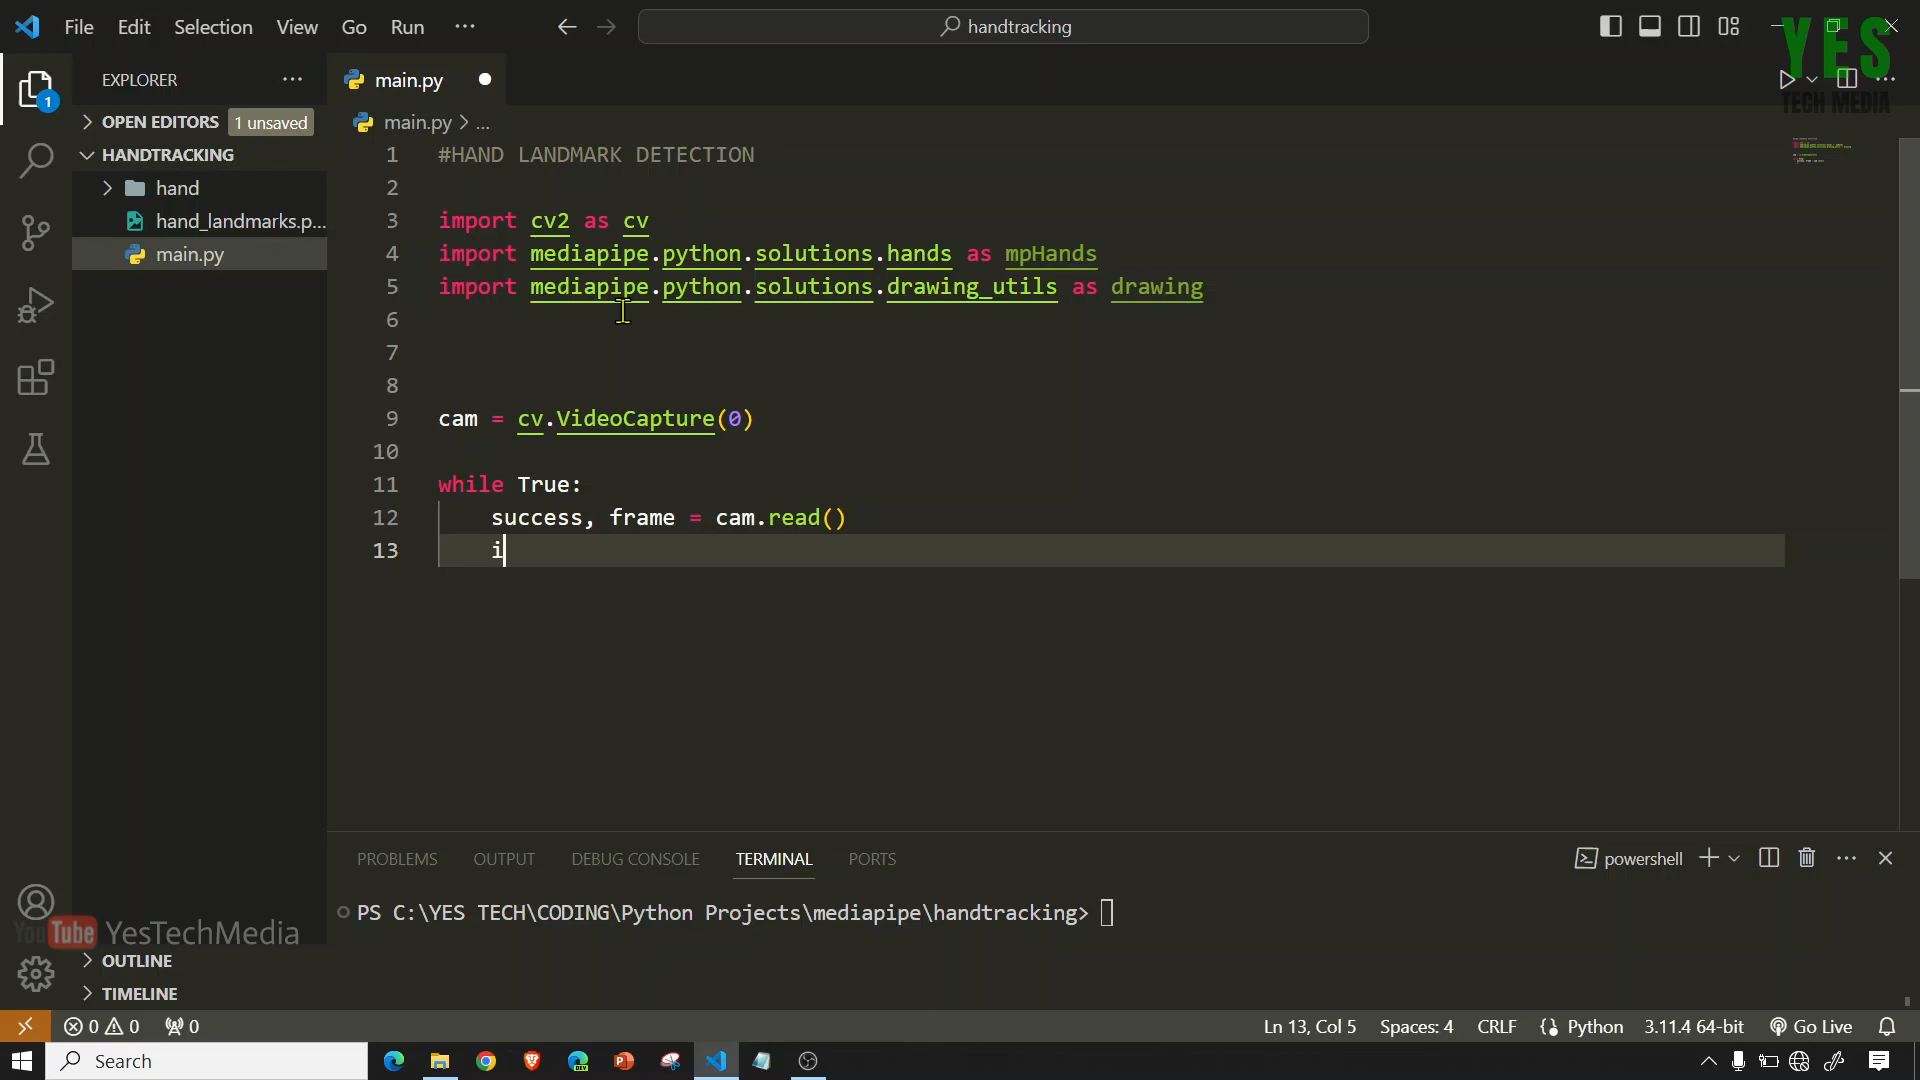 File Edit Selection View Go Run ···
handtracking
YES
TECH MEDIA
EXPLORER ···
main.py
OPEN EDITORS 1 unsaved
main.py > ...
HANDTRACKING
hand
hand_landmarks.p...
main.py
1 #HAND LANDMARK DETECTION
2
3 import cv2 as cv
4 import mediapipe.python.solutions.hands as mpHands
5 import mediapipe.python.solutions.drawing_utils as drawing
6
7
8
9 cam = cv.VideoCapture(0)
10
11 while True:
12 success, frame = cam.read()
13 i
PROBLEMS OUTPUT DEBUG CONSOLE TERMINAL PORTS
powershell
PS C:\YES TECH\CODING\Python Projects\mediapipe\handtracking>
YouTube YesTechMedia
OUTLINE
TIMELINE
0 0 0 Ln 13, Col 5 Spaces: 4 CRLF Python 3.11.4 64-bit Go Live
Search